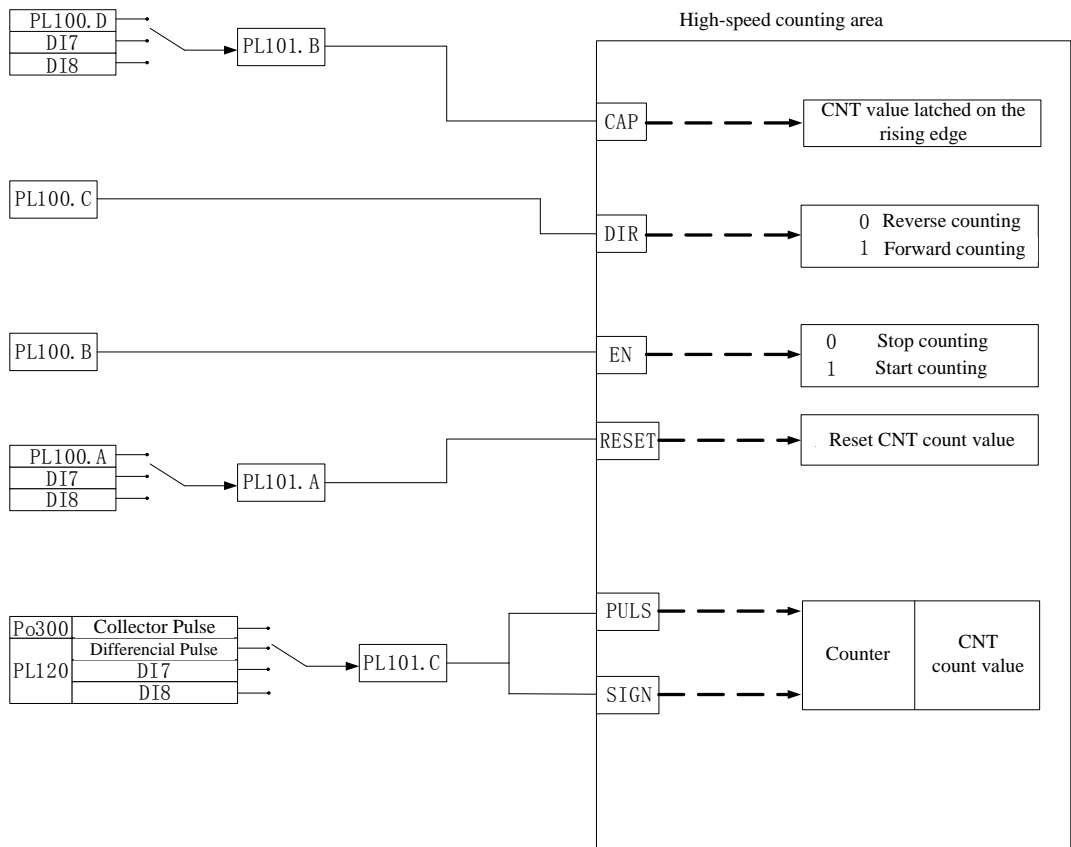 High-speed counting area
PL100.D
DI7
DI8
PL101.B
CAP
CNT value latched on the
rising edge
PL100.C
DIR
0 Reverse counting
1 Forward counting
PL100.B
EN
0 Stop counting
1 Start counting
PL100.A
DI7
DI8
PL101.A
RESET
Reset CNT count value
Po300 Collector Pulse
PL120 Differencial Pulse
DI7
DI8
PL101.C
PULS
SIGN
Counter
CNT
count value